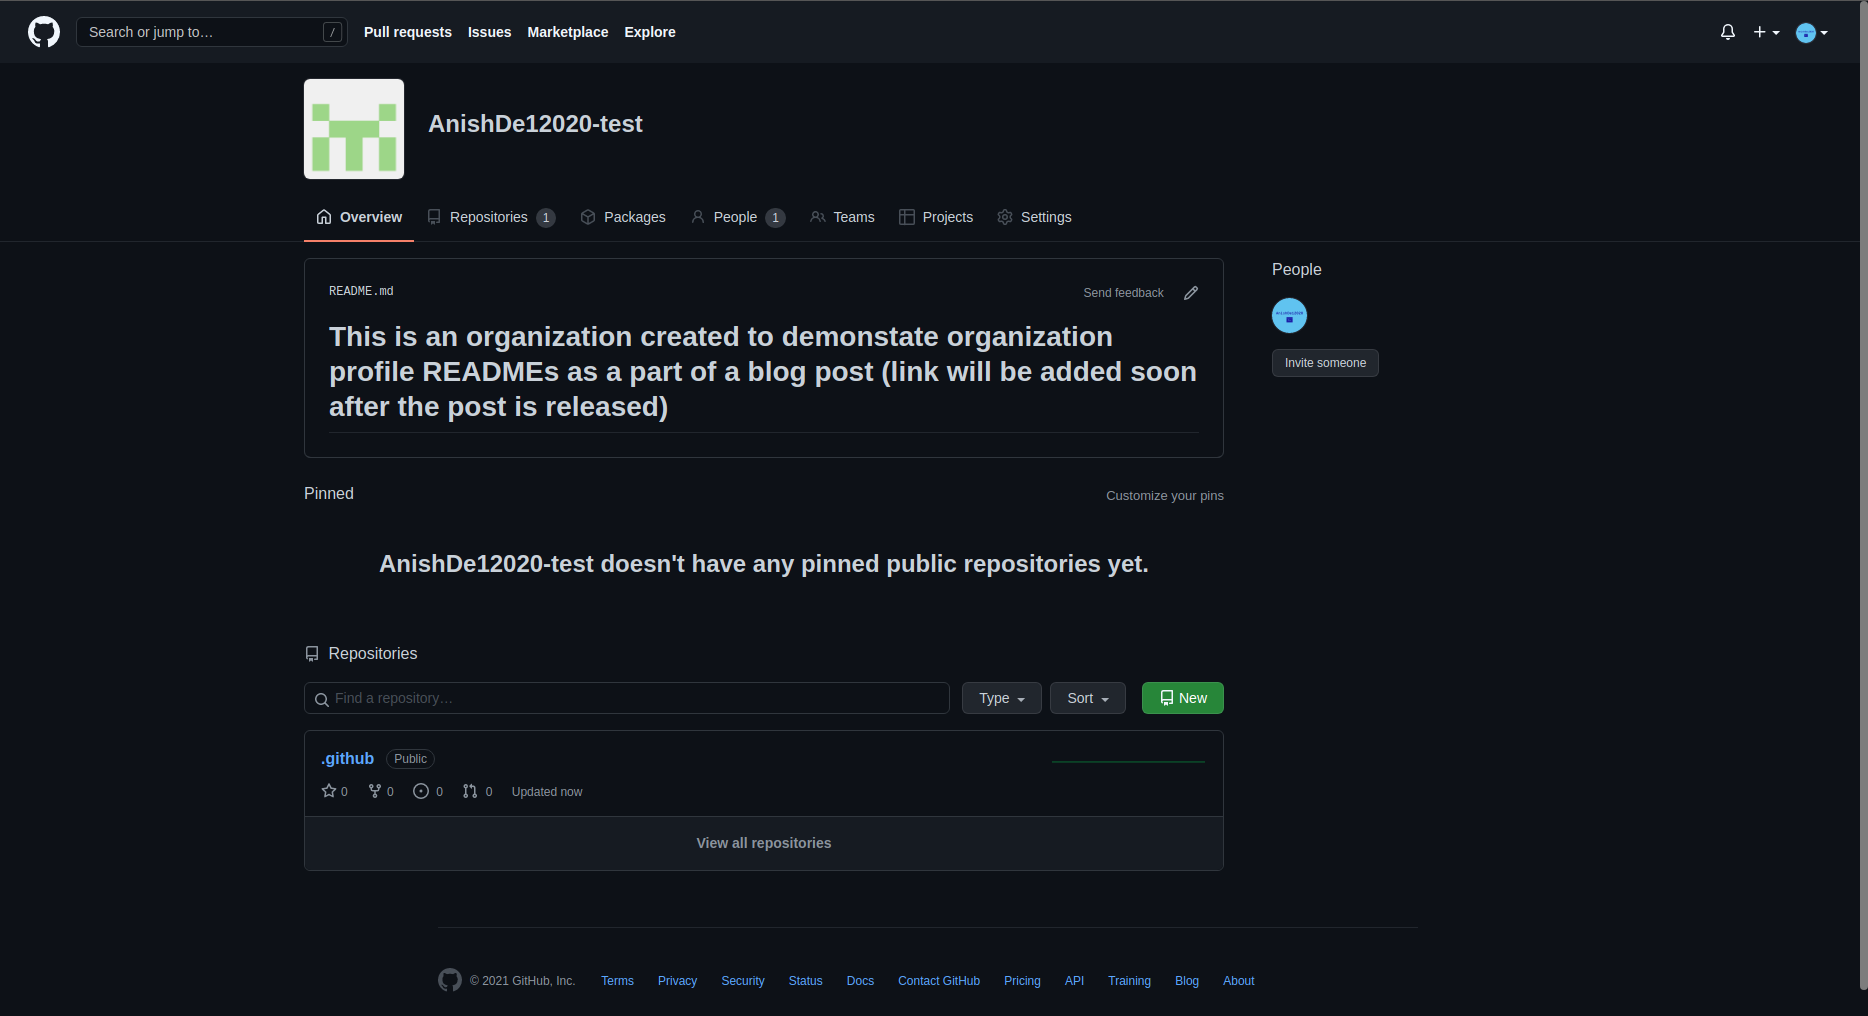 Search or jump to…
/
Pull requests
Issues
Marketplace
Explore
AnishDe12020-test
Overview
Repositories 1
Packages
People 1
Teams
Projects
Settings
README.md
Send feedback
This is an organization created to demonstate organization
profile READMEs as a part of a blog post (link will be added soon
after the post is released)
People
Invite someone
Pinned
Customize your pins
AnishDe12020-test doesn't have any pinned public repositories yet.
Repositories
Find a repository…
Type
Sort
New
.github Public
0 0 0 0 Updated now
View all repositories
© 2021 GitHub, Inc.
Terms
Privacy
Security
Status
Docs
Contact GitHub
Pricing
API
Training
Blog
About